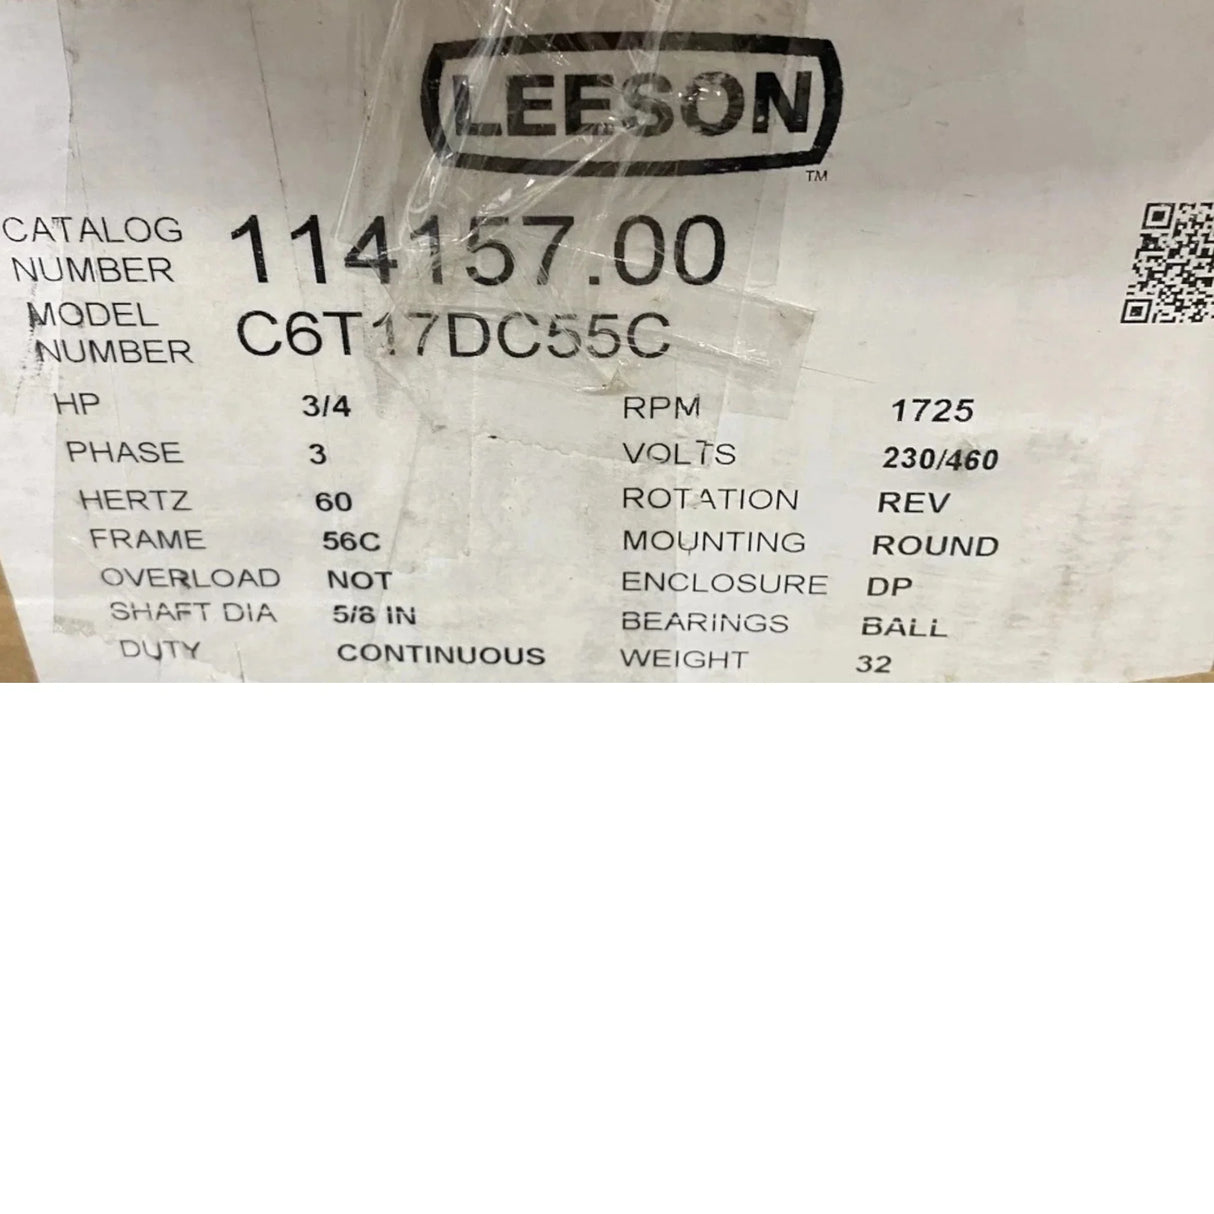 LEESON
TM
CATALOG NUMBER 114157.00
MODEL NUMBER C6T17DC55C
HP 3/4 RPM 1725
PHASE 3 VOLTS 230/460
HERTZ 60 ROTATION REV
FRAME 56C MOUNTING ROUND
OVERLOAD NOT ENCLOSURE DP
SHAFT DIA 5/8 IN BEARINGS BALL
DUTY CONTINUOUS WEIGHT 32